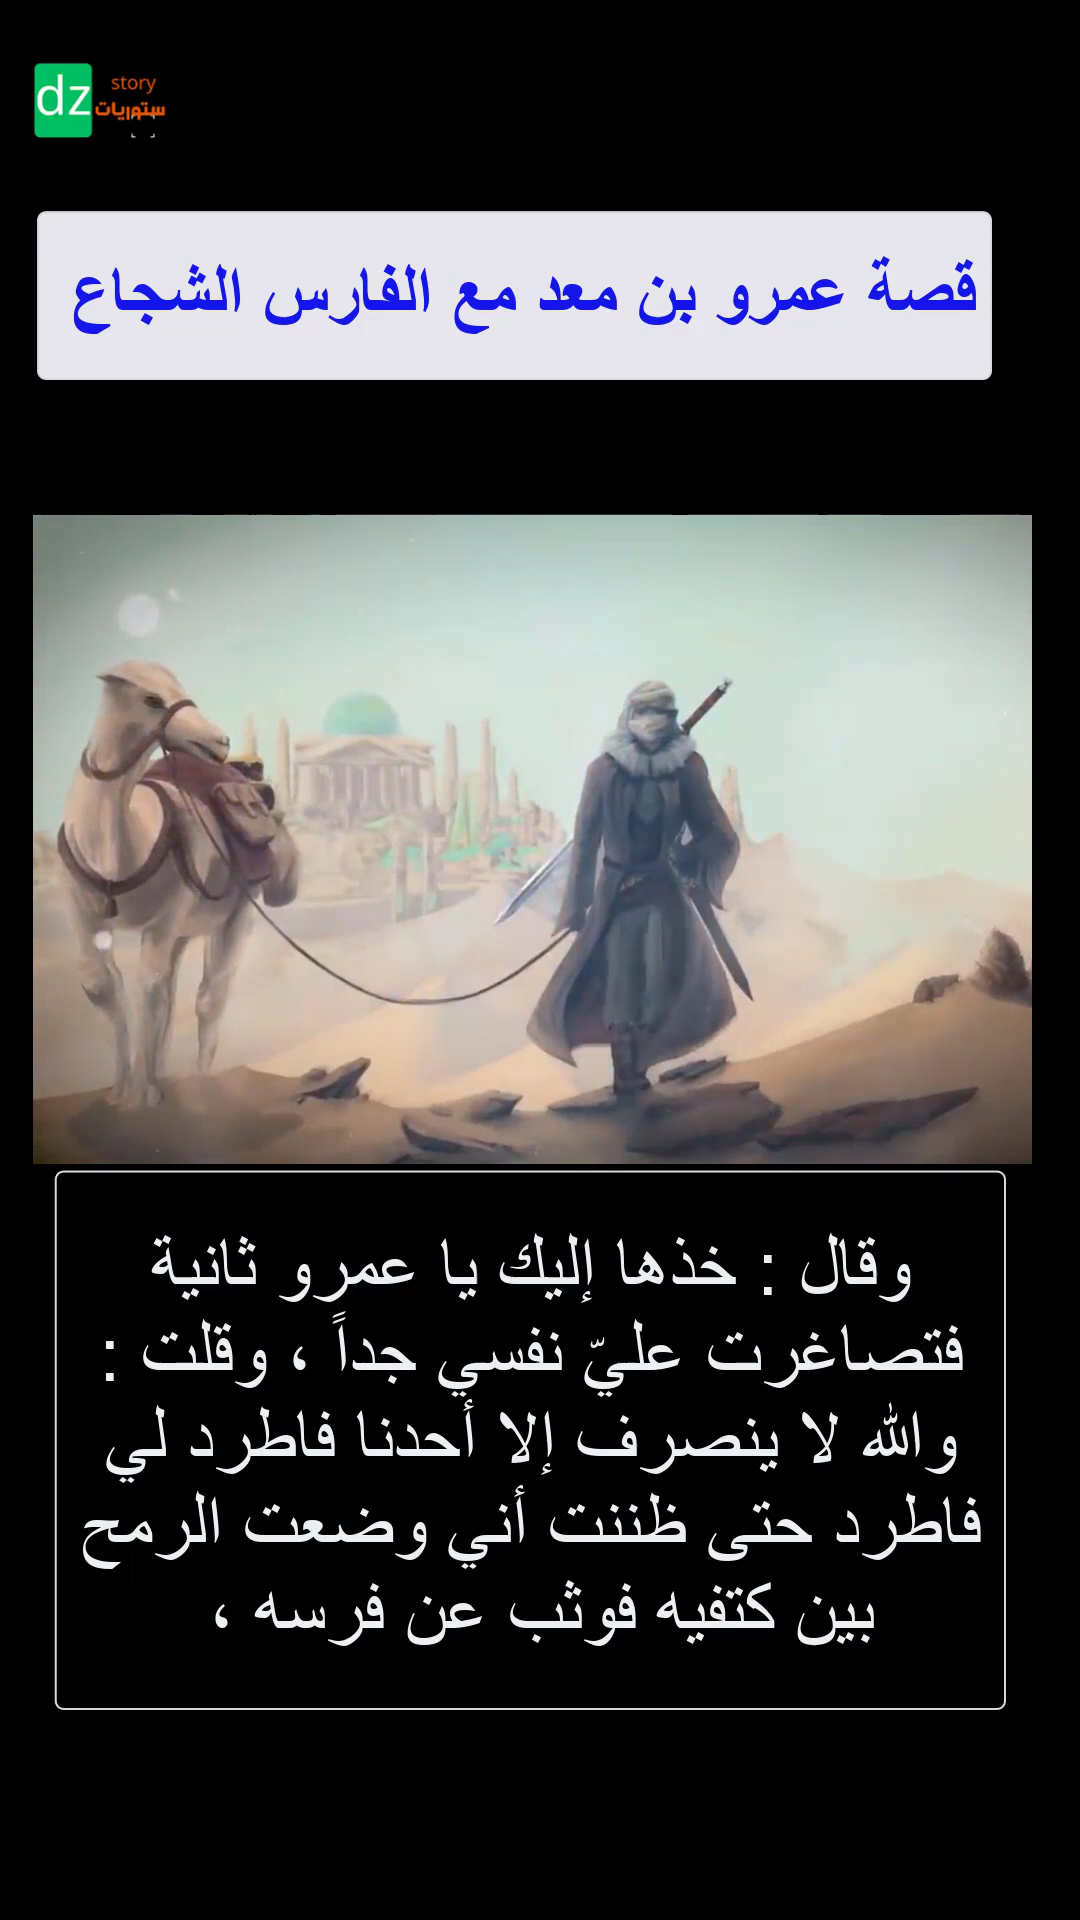 dz
story
ستوريات
قصة عمرو بن معد مع الفارس الشجاع
وقال : خذها إليك يا عمرو ثانية
فتصاغرت عليّ نفسي جداً ، وقلت :
والله لا ينصرف إلا أحدنا فاطرد لي
فاطرد حتى ظننت أني وضعت الرمح
بين كتفيه فوثب عن فرسه ،